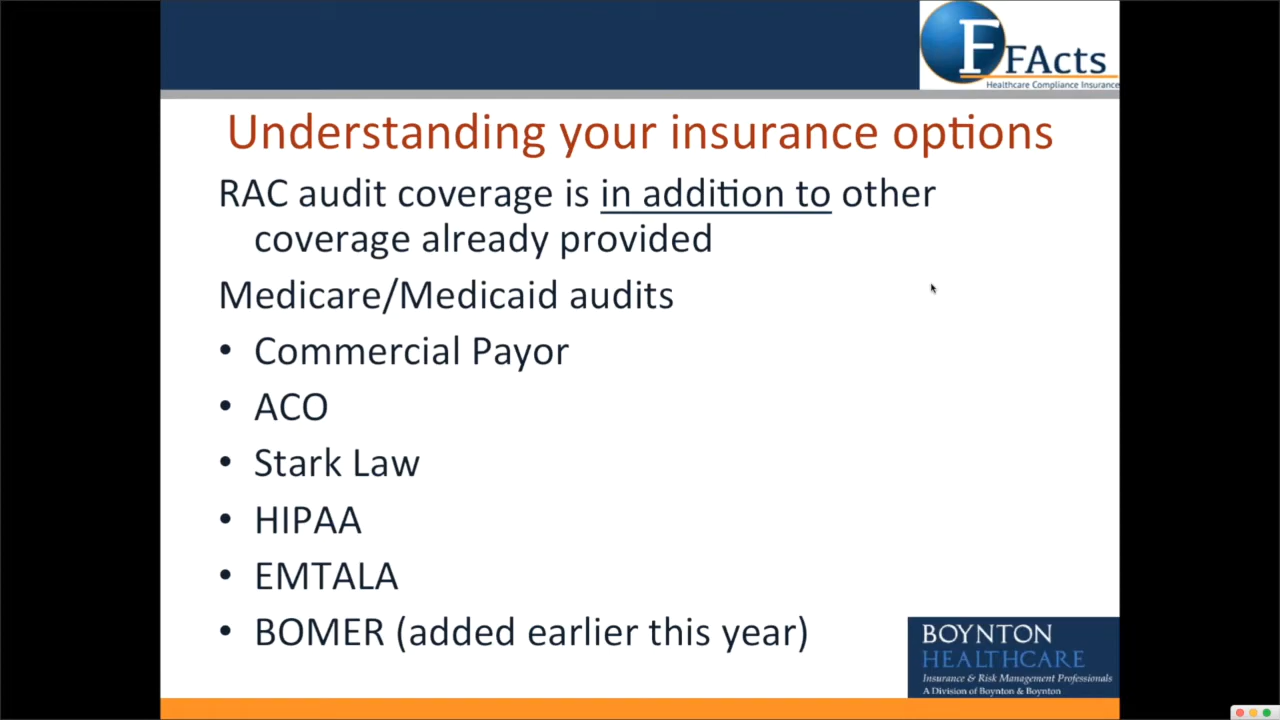 F FActs
Healthcare Compliance Insurance
Understanding your insurance options
RAC audit coverage is in addition to other
coverage already provided
Medicare/Medicaid audits
• Commercial Payor
• ACO
• Stark Law
• HIPAA
• EMTALA
• BOMER (added earlier this year)
BOYNTON
HEALTHCARE
Insurance & Risk Management Professionals
A Division of Boynton & Boynton